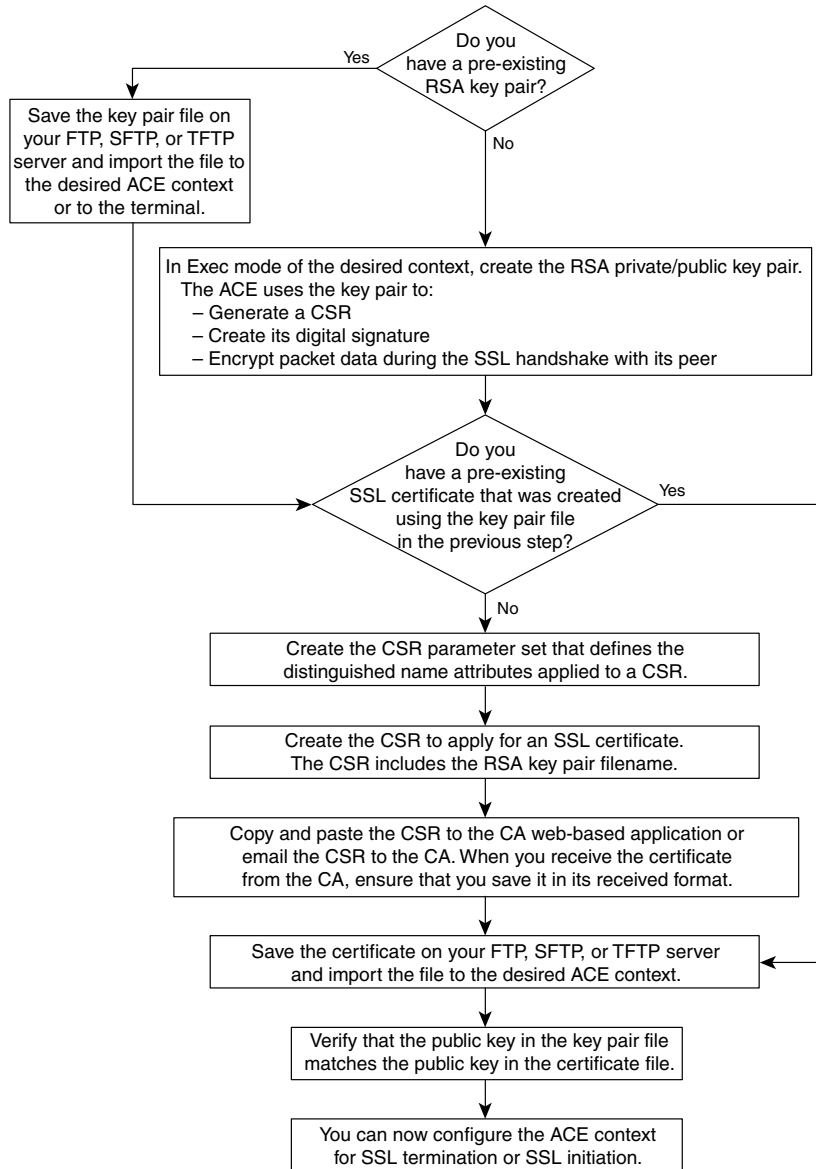 Do you
have a pre-existing
RSA key pair?
Yes
No
Save the key pair file on
your FTP, SFTP, or TFTP
server and import the file to
the desired ACE context
or to the terminal.
In Exec mode of the desired context, create the RSA private/public key pair.
The ACE uses the key pair to:
– Generate a CSR
– Create its digital signature
– Encrypt packet data during the SSL handshake with its peer
Do you
have a pre-existing
SSL certificate that was created
using the key pair file
in the previous step?
Yes
No
Create the CSR parameter set that defines the
distinguished name attributes applied to a CSR.
Create the CSR to apply for an SSL certificate.
The CSR includes the RSA key pair filename.
Copy and paste the CSR to the CA web-based application or
email the CSR to the CA. When you receive the certificate
from the CA, ensure that you save it in its received format.
Save the certificate on your FTP, SFTP, or TFTP server
and import the file to the desired ACE context.
Verify that the public key in the key pair file
matches the public key in the certificate file.
You can now configure the ACE context
for SSL termination or SSL initiation.